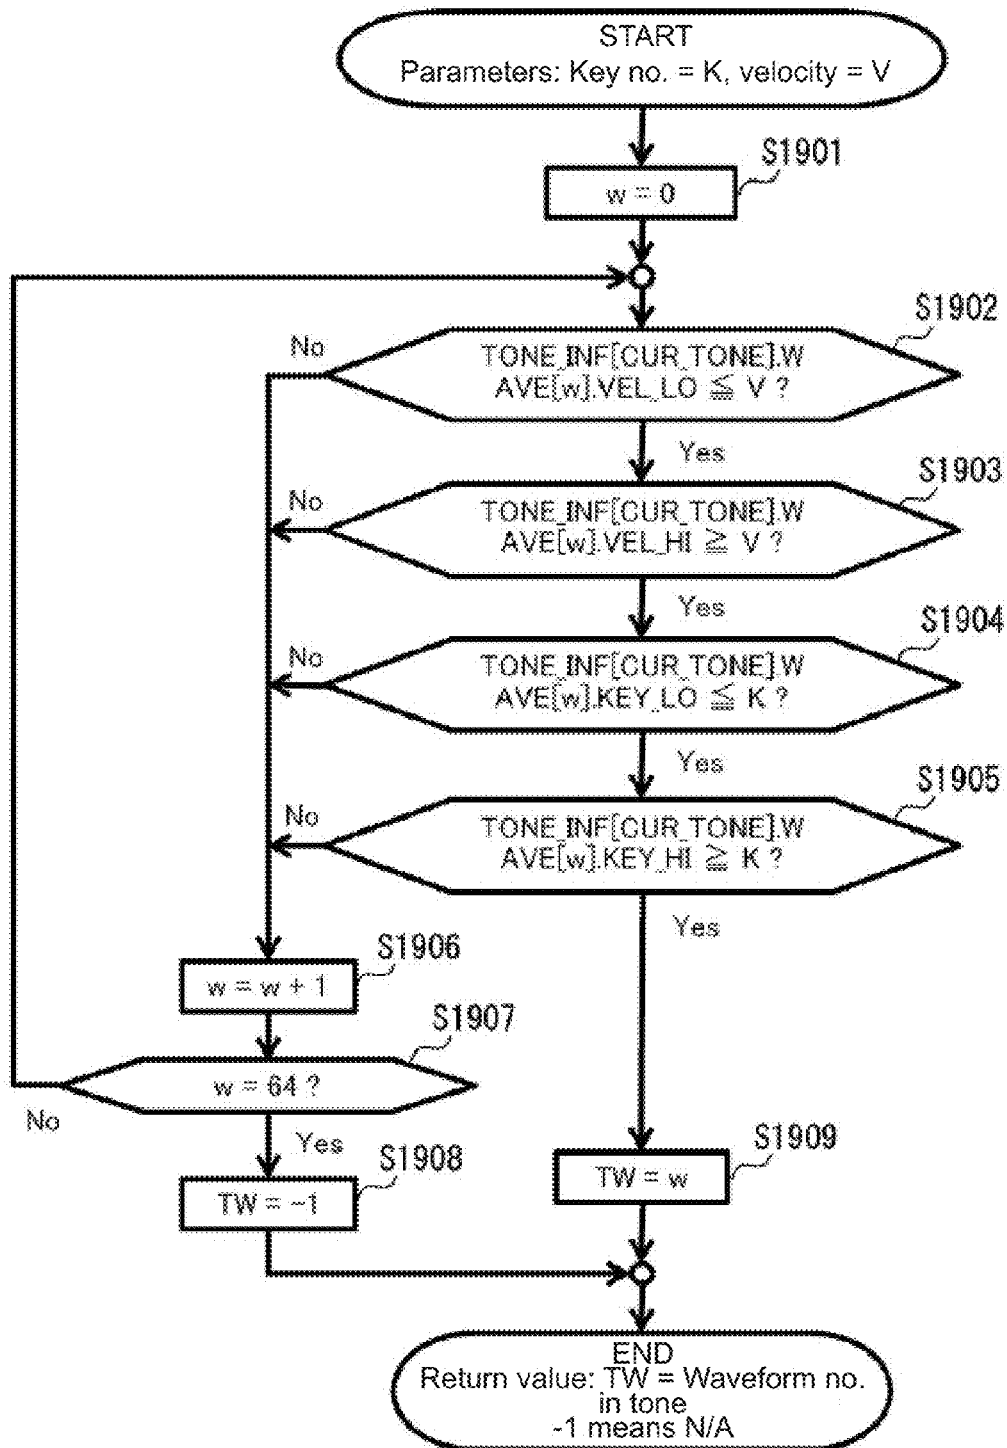 START
Parameters: Key no. = K, velocity = V
S1901
w = 0
S1902
No
TONE_INF[CUR_TONE].W
AVE[w].VEL_LO ≦ V ?
Yes
S1903
No
TONE_INF[CUR_TONE].W
AVE[w].VEL_HI ≧ V ?
Yes
S1904
No
TONE_INF[CUR_TONE].W
AVE[w].KEY_LO ≦ K ?
Yes
S1905
No
TONE_INF[CUR_TONE].W
AVE[w].KEY_HI ≧ K ?
Yes
S1906
w = w + 1
S1907
w = 64 ?
No
Yes
S1908
TW = -1
S1909
TW = w
END
Return value: TW = Waveform no.
in tone
-1 means N/A